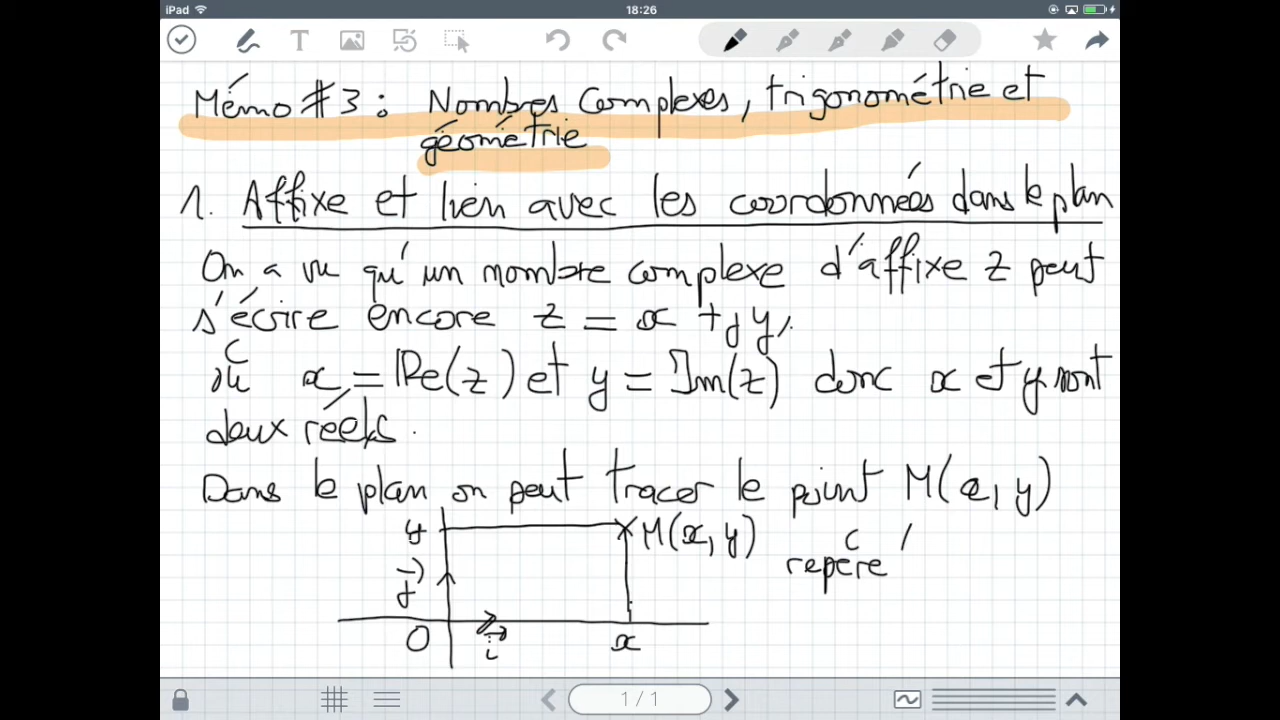 iPad 18:26
Mémo #3 : Nombres Complexes, trigonométrie et
géométrie
1. Affixe et lien avec les coordonnées dans le plan
On a vu qu'un nombre complexe d'affixe z peut
s'écrire encore z = x + jy,
où x = Re(z) et y = Im(z) donc x et y sont
deux réels.
Dans le plan on peut tracer le point M(x, y)
y M(x, y) repère
j
O i x
1 / 1